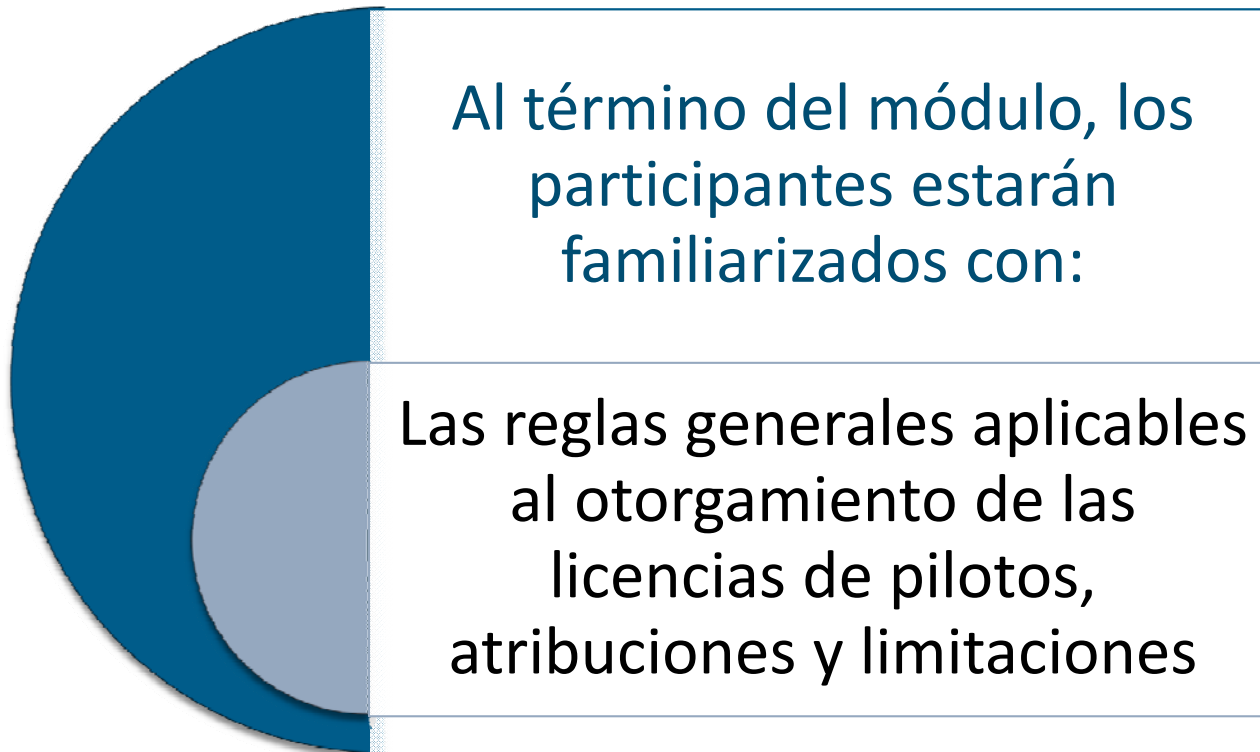 Al término del módulo, los
participantes estarán
familiarizados con:
Las reglas generales aplicables
al otorgamiento de las
licencias de pilotos,
atribuciones y limitaciones